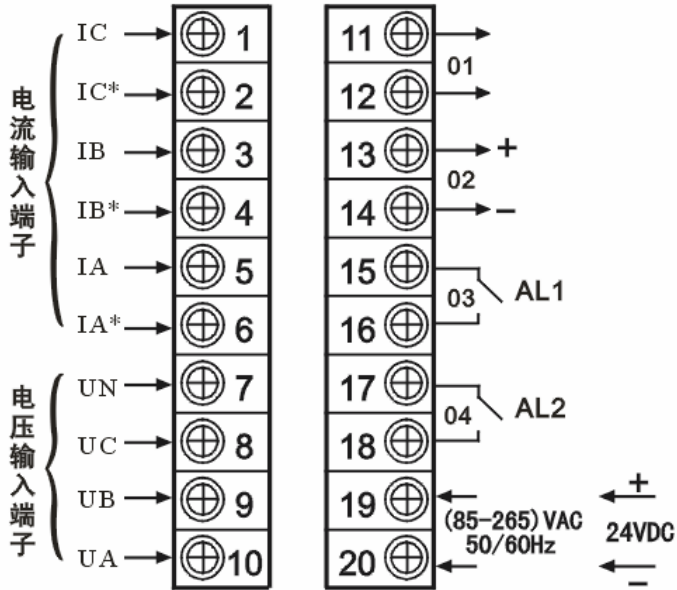 电流输入端子
IC 1
IC* 2
IB 3
IB* 4
IA 5
IA* 6
电压输入端子
UN 7
UC 8
UB 9
UA 10
11
01
12
13 +
02
14 −
15
03 AL1
16
17
04 AL2
18
19 +
(85-265)VAC 24VDC
50/60Hz
20 −